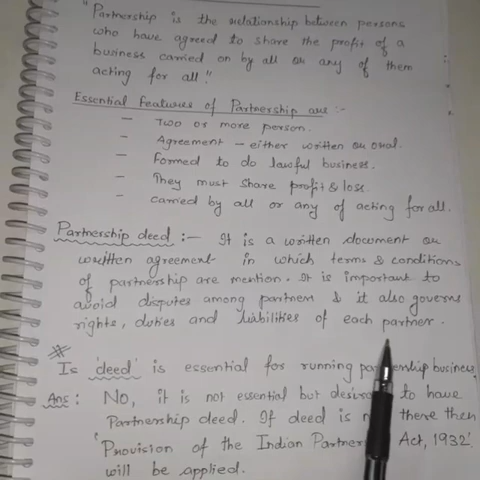 "Partnership is the relationship between persons
who have agreed to share the profit of a
business carried on by all or any of them
acting for all."
Essential Features of Partnership are :-
– Two or more person.
– Agreement – either written or oral.
– Formed to do lawful business.
– They must share profit & loss.
– carried by all or any of acting for all.
Partnership deed :– It is a written document or
written agreement in which terms & conditions
of partnership are mention. It is important to
avoid disputes among partners & it also governs
rights, duties and liabilities of each partner.
Is 'deed' is essential for running business
Ans : No, it is not essential but to have
Partnership deed. If deed is there then
'Provision of the Indian Act, 1932'
will be applied.